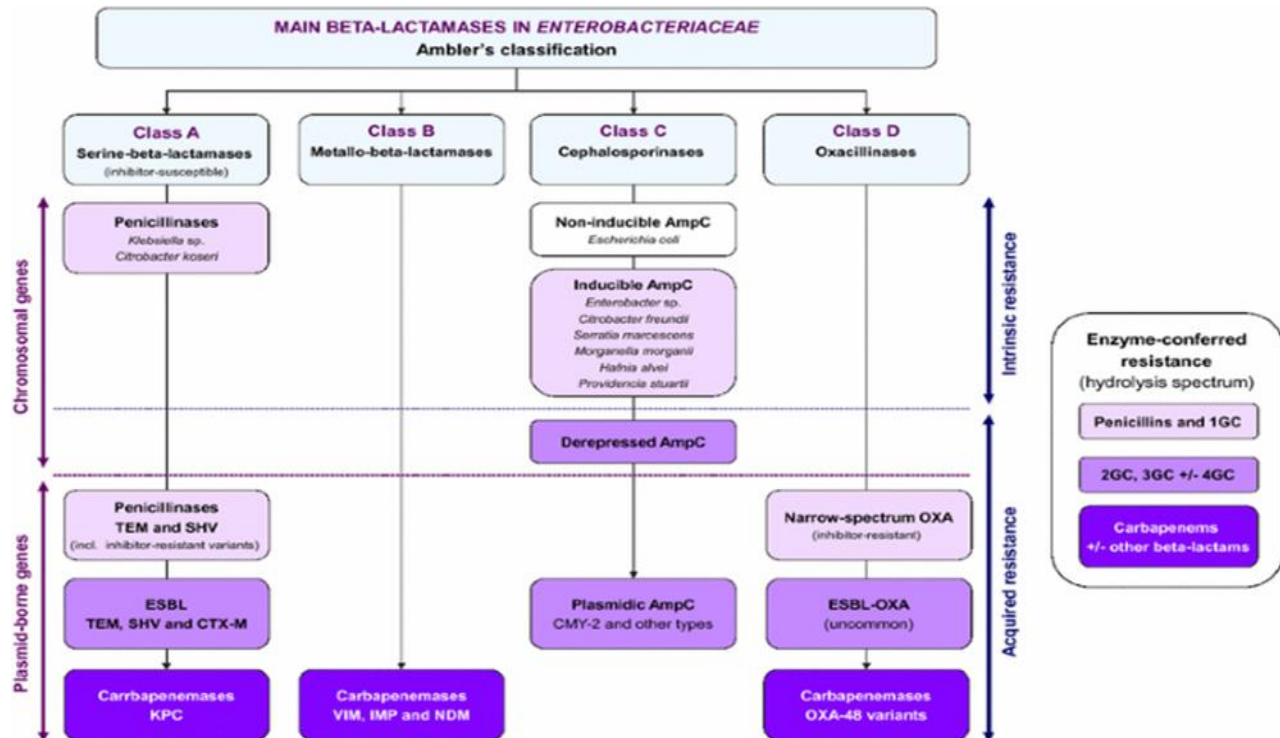 MAIN BETA-LACTAMASES IN ENTEROBACTERIACEAE
Ambler's classification
Class A
Serine-beta-lactamases
(inhibitor-susceptible)
Class B
Metallo-beta-lactamases
Class C
Cephalosporinases
Class D
Oxacillinases
Chromosomal genes
Penicillinases
Klebsiella sp.
Citrobacter koseri
Non-inducible AmpC
Escherichia coli
Inducible AmpC
Enterobacter sp.
Citrobacter freundii
Serratia marcescens
Morganella morganii
Hafnia alvei
Providencia stuartii
Intrinsic resistance
Derepressed AmpC
Plasmid-borne genes
Penicillinases
TEM and SHV
(incl. inhibitor-resistant variants)
Narrow-spectrum OXA
(inhibitor-resistant)
ESBL
TEM, SHV and CTX-M
Plasmidic AmpC
CMY-2 and other types
ESBL-OXA
(uncommon)
Carrbapenemases
KPC
Carbapenemases
VIM, IMP and NDM
Carbapenemases
OXA-48 variants
Acquired resistance
Enzyme-conferred
resistance
(hydrolysis spectrum)
Penicillins and 1GC
2GC, 3GC +/- 4GC
Carbapenems
+/- other beta-lactams